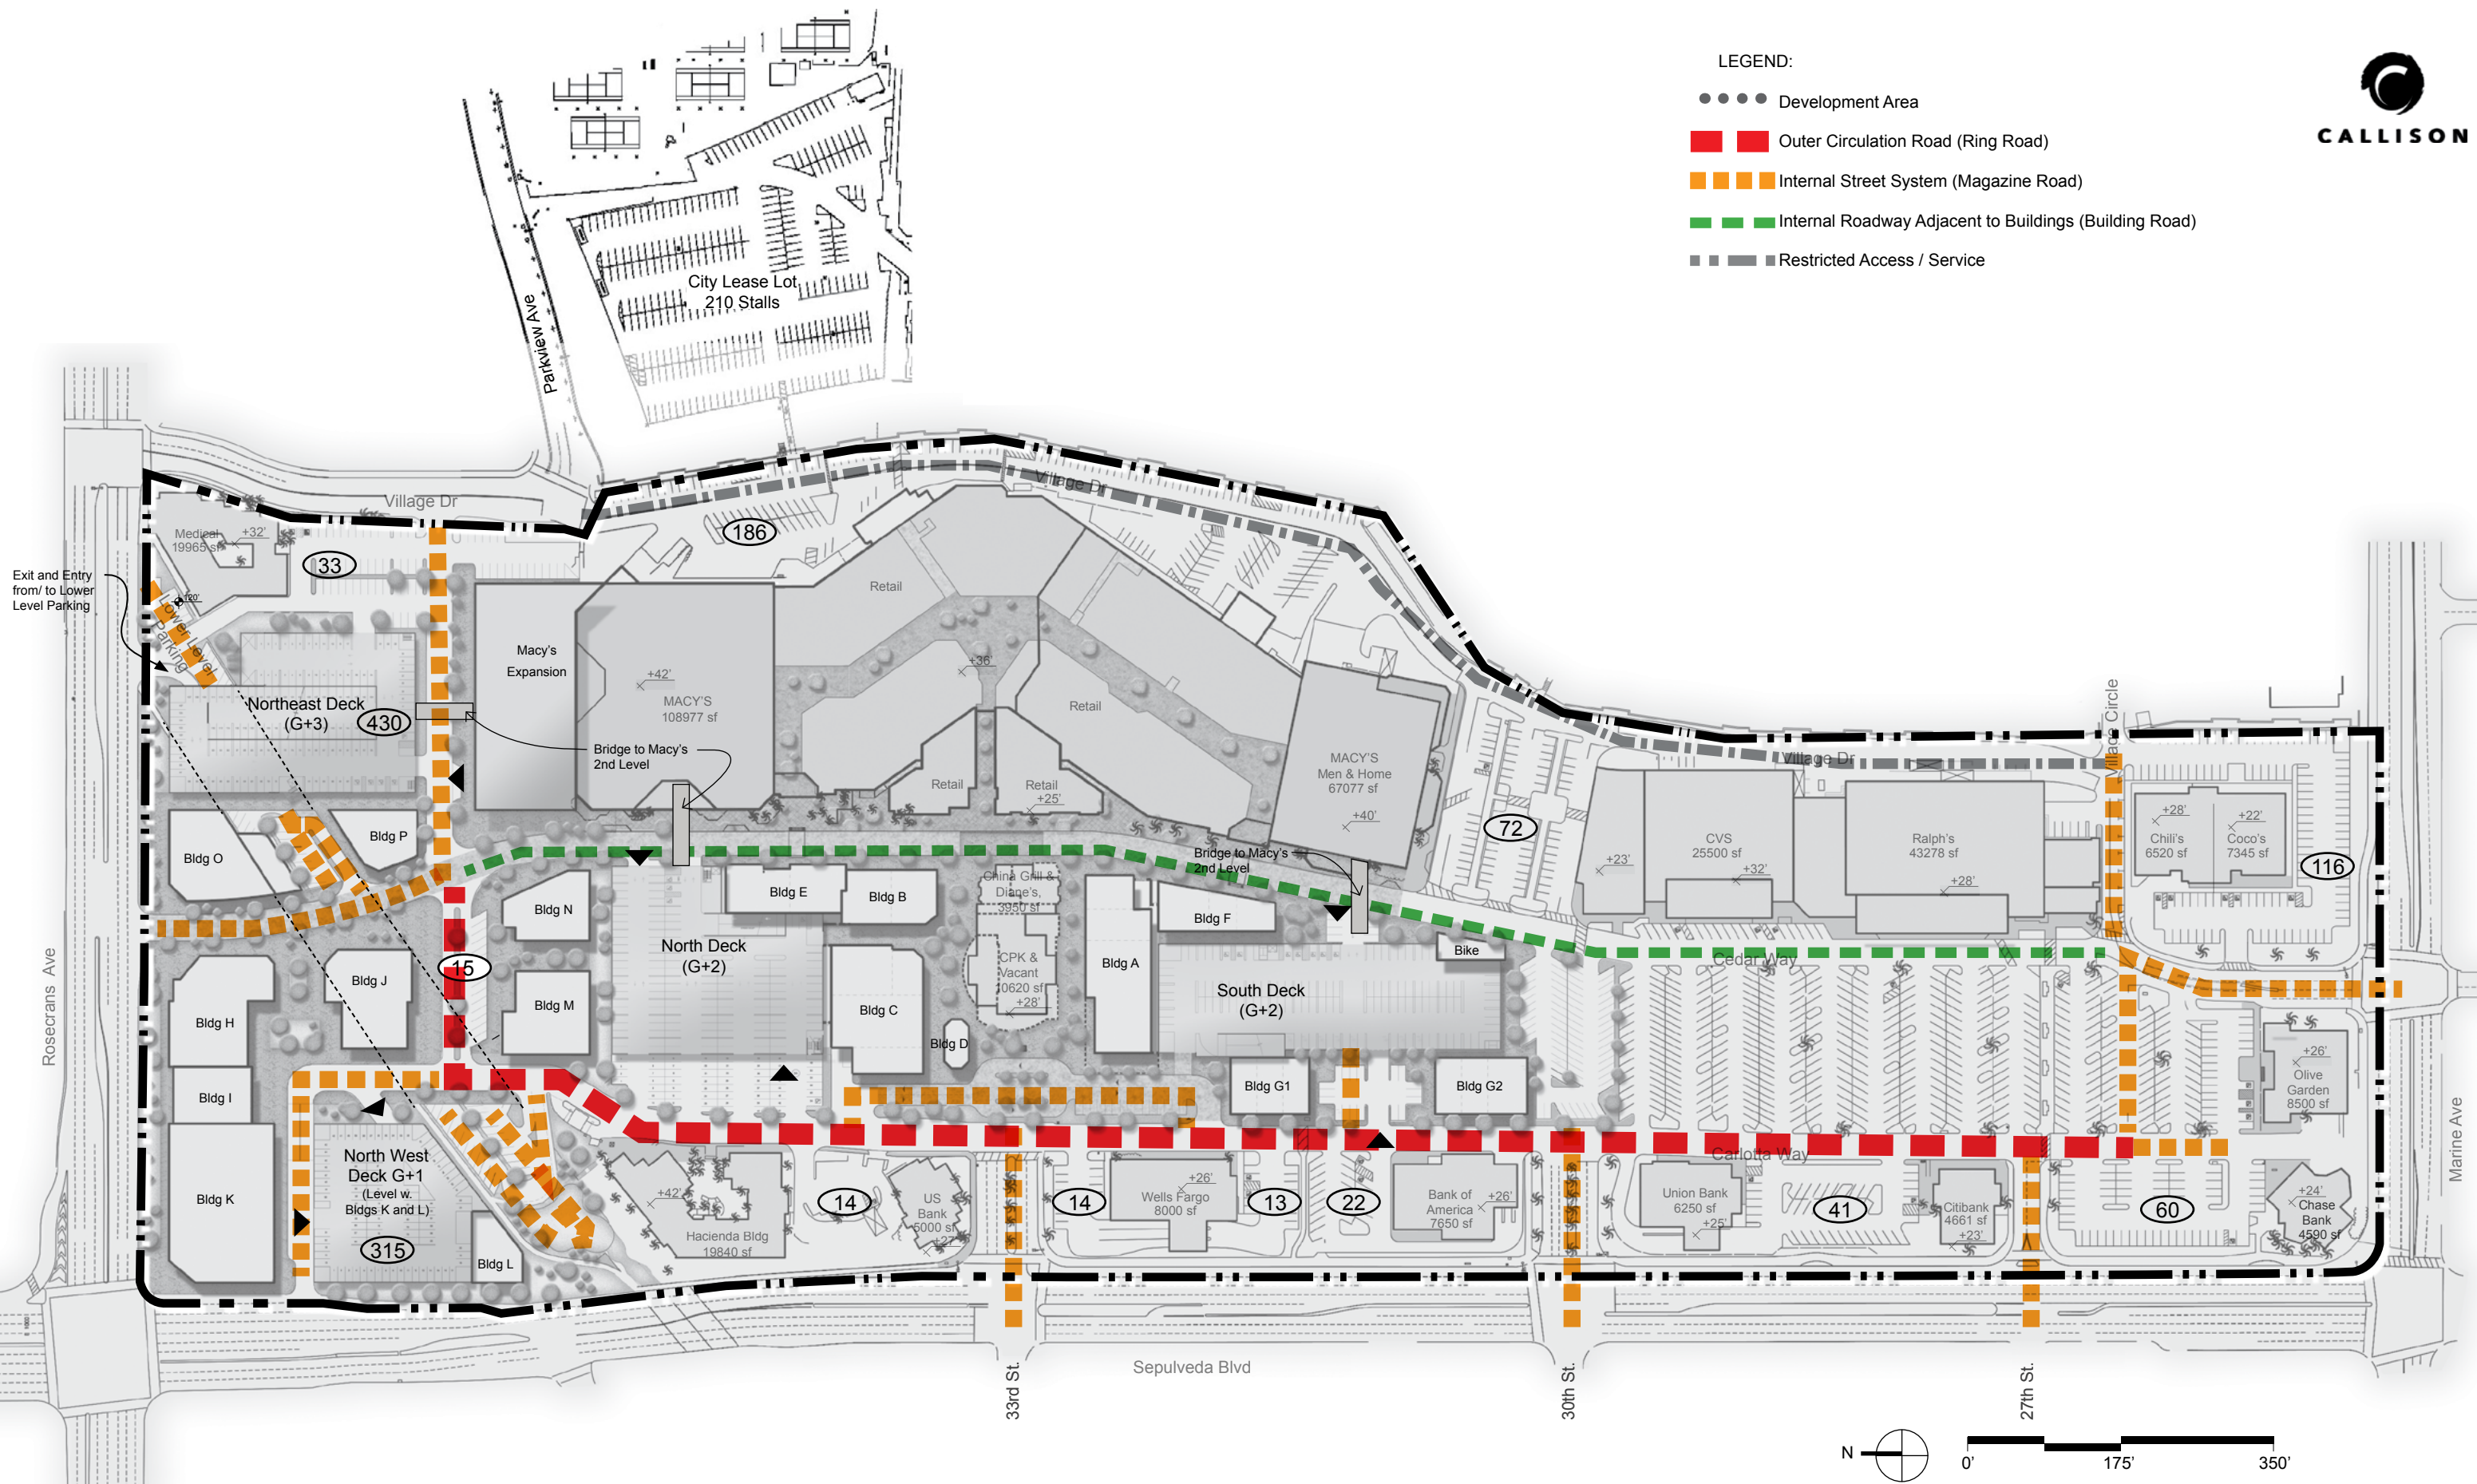 LEGEND:
Development Area
Outer Circulation Road (Ring Road)
Internal Street System (Magazine Road)
Internal Roadway Adjacent to Buildings (Building Road)
Restricted Access / Service
CALLISON
City Lease Lot
210 Stalls
Parkview Ave
Village Dr
Village Dr
Village Dr
Village Circle
Medical
19965 sf
+32'
33
186
Exit and Entry
from/ to Lower
Level Parking
120'
Lower Level
Parking
Retail
Macy's
Expansion
+42'
MACY'S
108977 sf
+36'
Retail
Northeast Deck
(G+3)
430
Bridge to Macy's
2nd Level
MACY'S
Men & Home
67077 sf
+40'
Retail
Retail
+25'
72
CVS
25500 sf
+32'
+23'
Ralph's
43278 sf
+28'
+28'
Chili's
6520 sf
+22'
Coco's
7345 sf
116
Bldg O
Bldg P
Bridge to Macy's
2nd Level
Bldg E
Bldg B
China Grill &
Diane's,
3950 sf
Bldg N
Bldg F
Bike
North Deck
(G+2)
CPK &
Vacant
10620 sf
+28'
Bldg A
South Deck
(G+2)
Cedar Way
15
Bldg J
Bldg M
Bldg C
Bldg D
Bldg H
Rosecrans Ave
Bldg I
Bldg G1
Bldg G2
+26'
Olive
Garden
8500 sf
Marine Ave
Carlotta Way
North West
Deck G+1
(Level w.
Bldgs K and L)
315
Bldg K
Bldg L
+42'
Hacienda Bldg
19840 sf
14
US
Bank
5000 sf
+27'
14
+26'
Wells Fargo
8000 sf
13
22
Bank of
America
7650 sf
+26'
Union Bank
6250 sf
+25'
41
Citibank
4661 sf
+23'
60
+24'
Chase
Bank
4590 sf
Sepulveda Blvd
33rd St.
30th St.
27th St.
N
0'
175'
350'